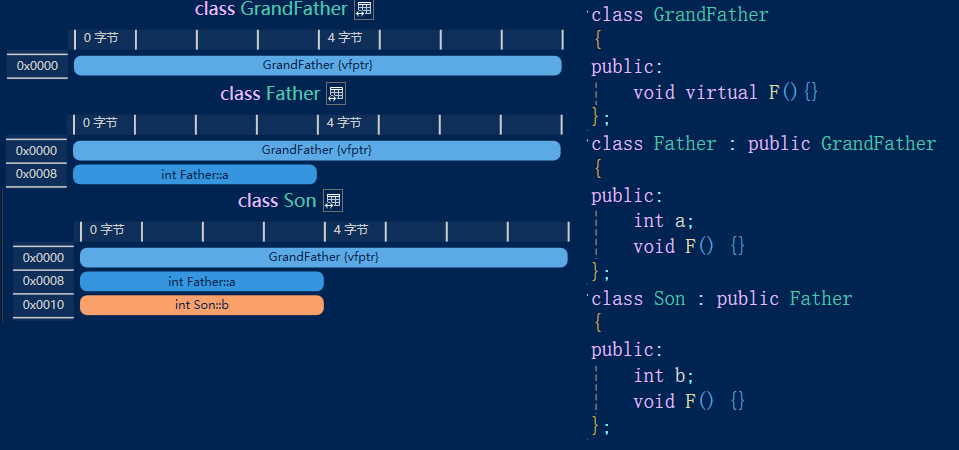 class GrandFather
0 字节 4 字节
0x0000 GrandFather {vfptr}
class Father
0 字节 4 字节
0x0000 GrandFather {vfptr}
0x0008 int Father::a
class Son
0 字节 4 字节
0x0000 GrandFather {vfptr}
0x0008 int Father::a
0x0010 int Son::b
class GrandFather
{
public:
void virtual F(){}
};
class Father : public GrandFather
{
public:
int a;
void F() {}
};
class Son : public Father
{
public:
int b;
void F() {}
};